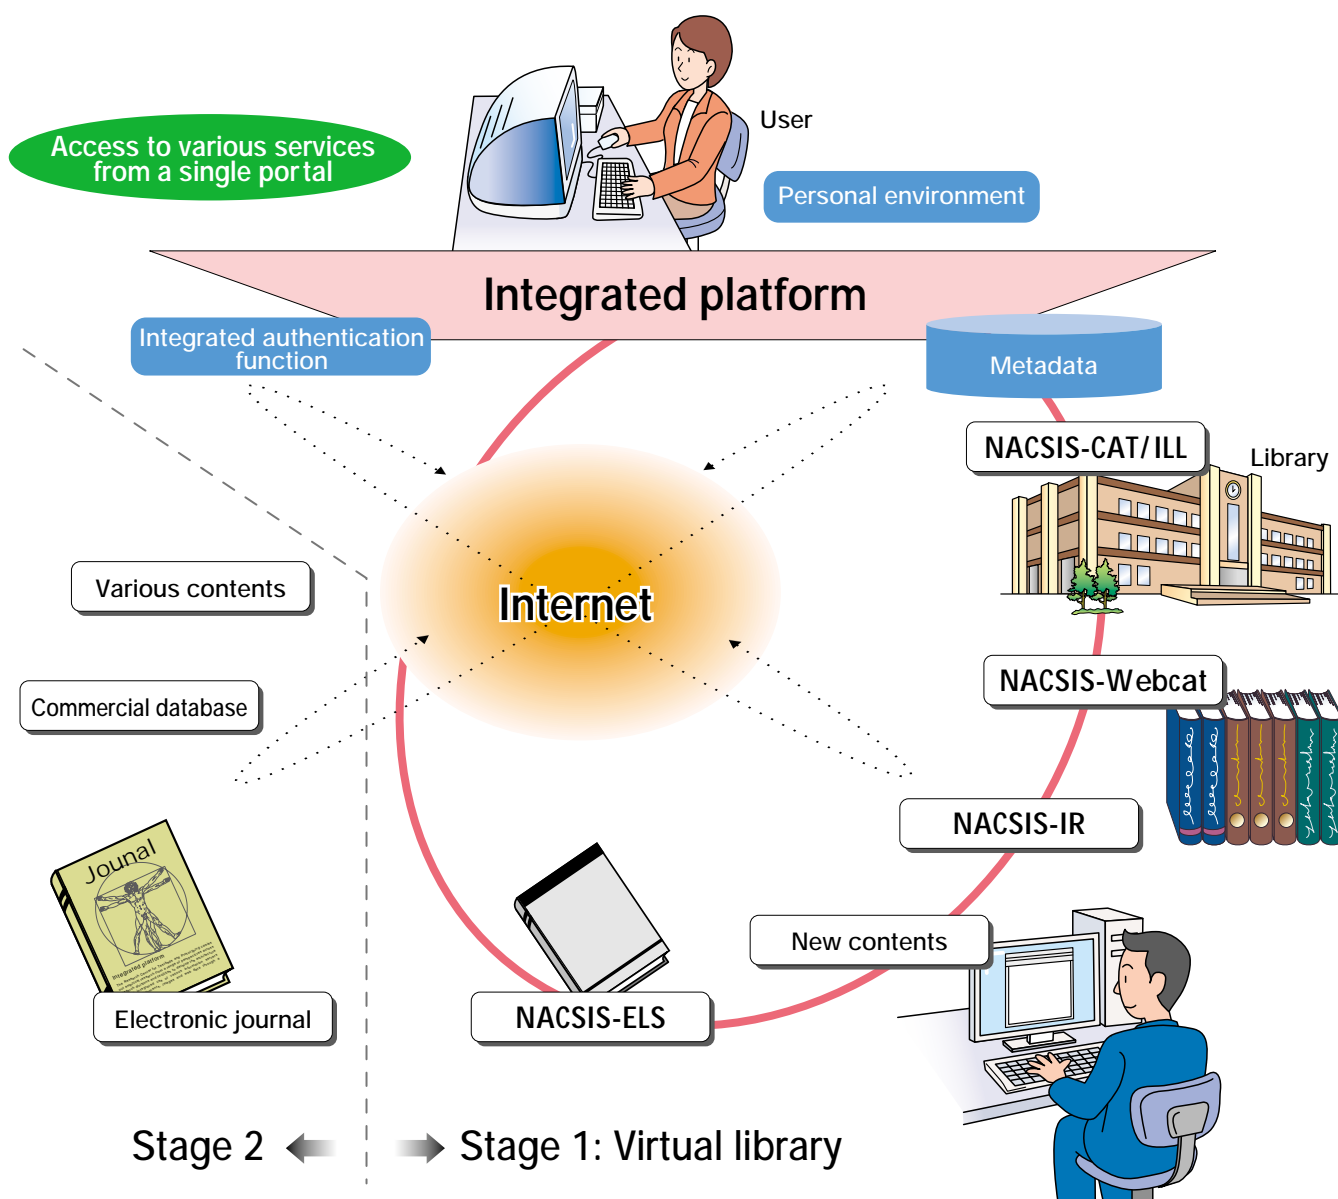 User
Access to various services
from a single portal
Personal environment
Integrated platform
Integrated authentication
function
Metadata
NACSIS-CAT/ILL
Library
Various contents
Internet
NACSIS-Webcat
Commercial database
NACSIS-IR
Jounal
Integrated platform
New contents
Electronic journal
NACSIS-ELS
Stage 2
Stage 1: Virtual library